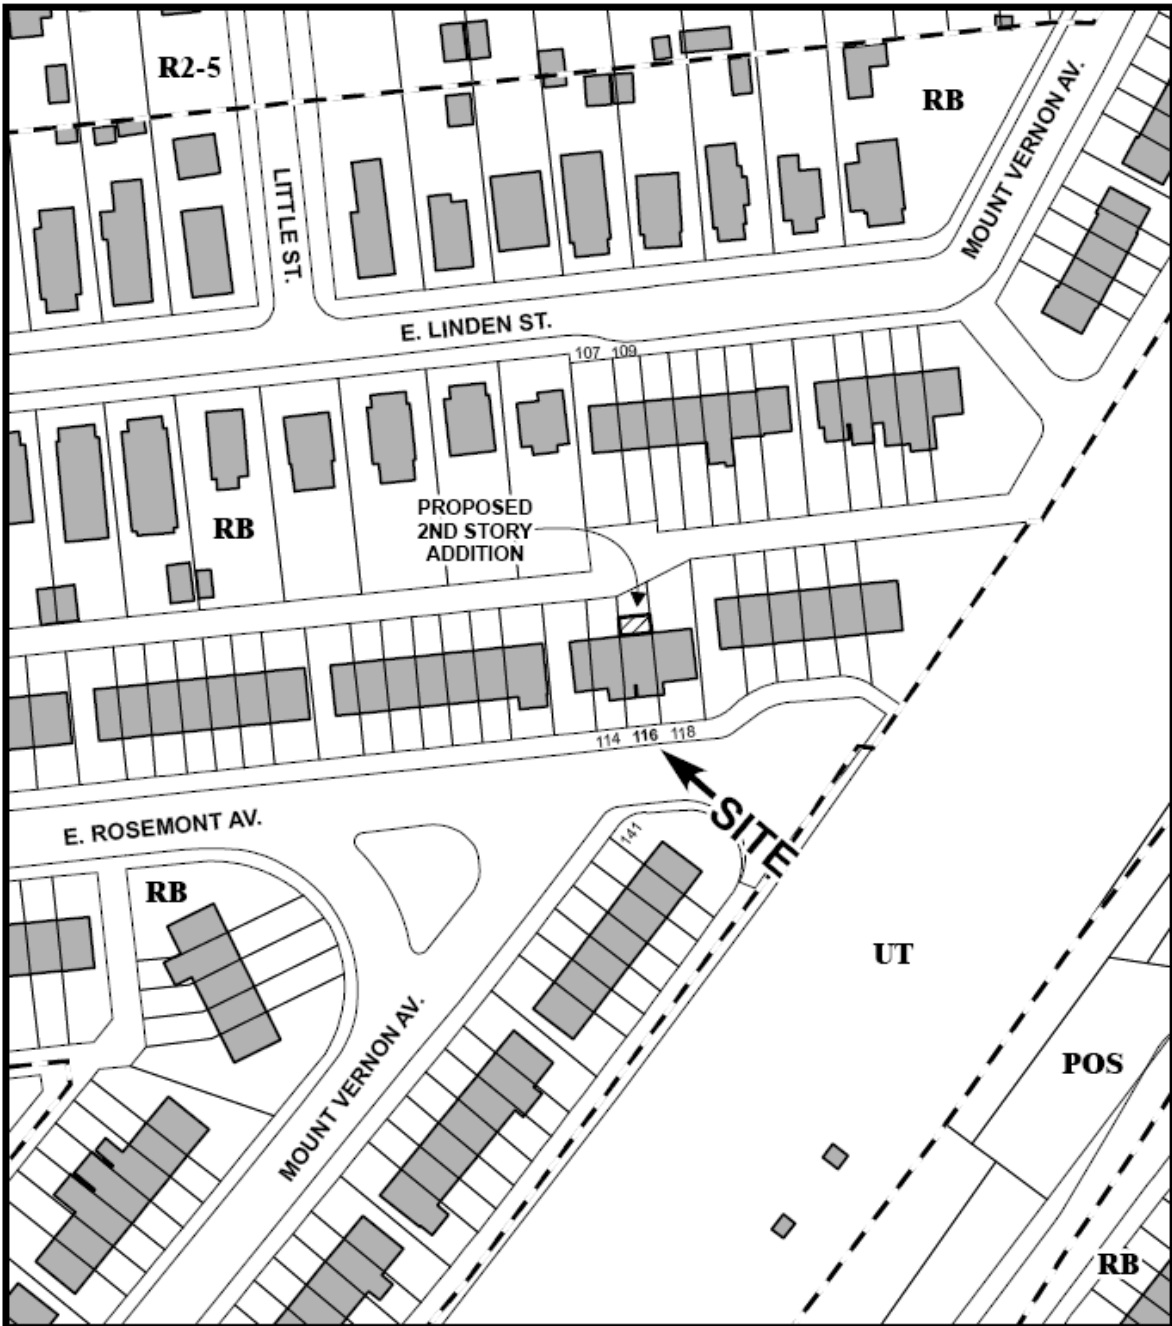 R2-5
RB
MOUNT VERNON AV.
LITTLE ST.
E. LINDEN ST.
107 109
PROPOSED
2ND STORY
ADDITION
RB
114 116 118
SITE
E. ROSEMONT AV.
141
RB
UT
MOUNT VERNON AV.
POS
RB